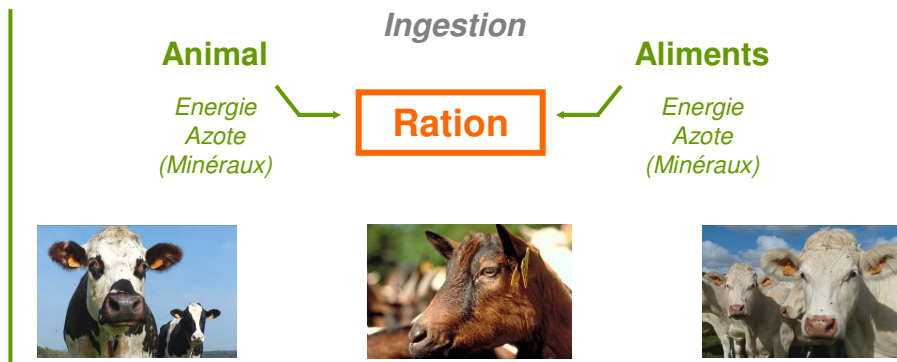 Ingestion
Animal
Aliments
Energie
Azote
(Minéraux)
Ration
Energie
Azote
(Minéraux)